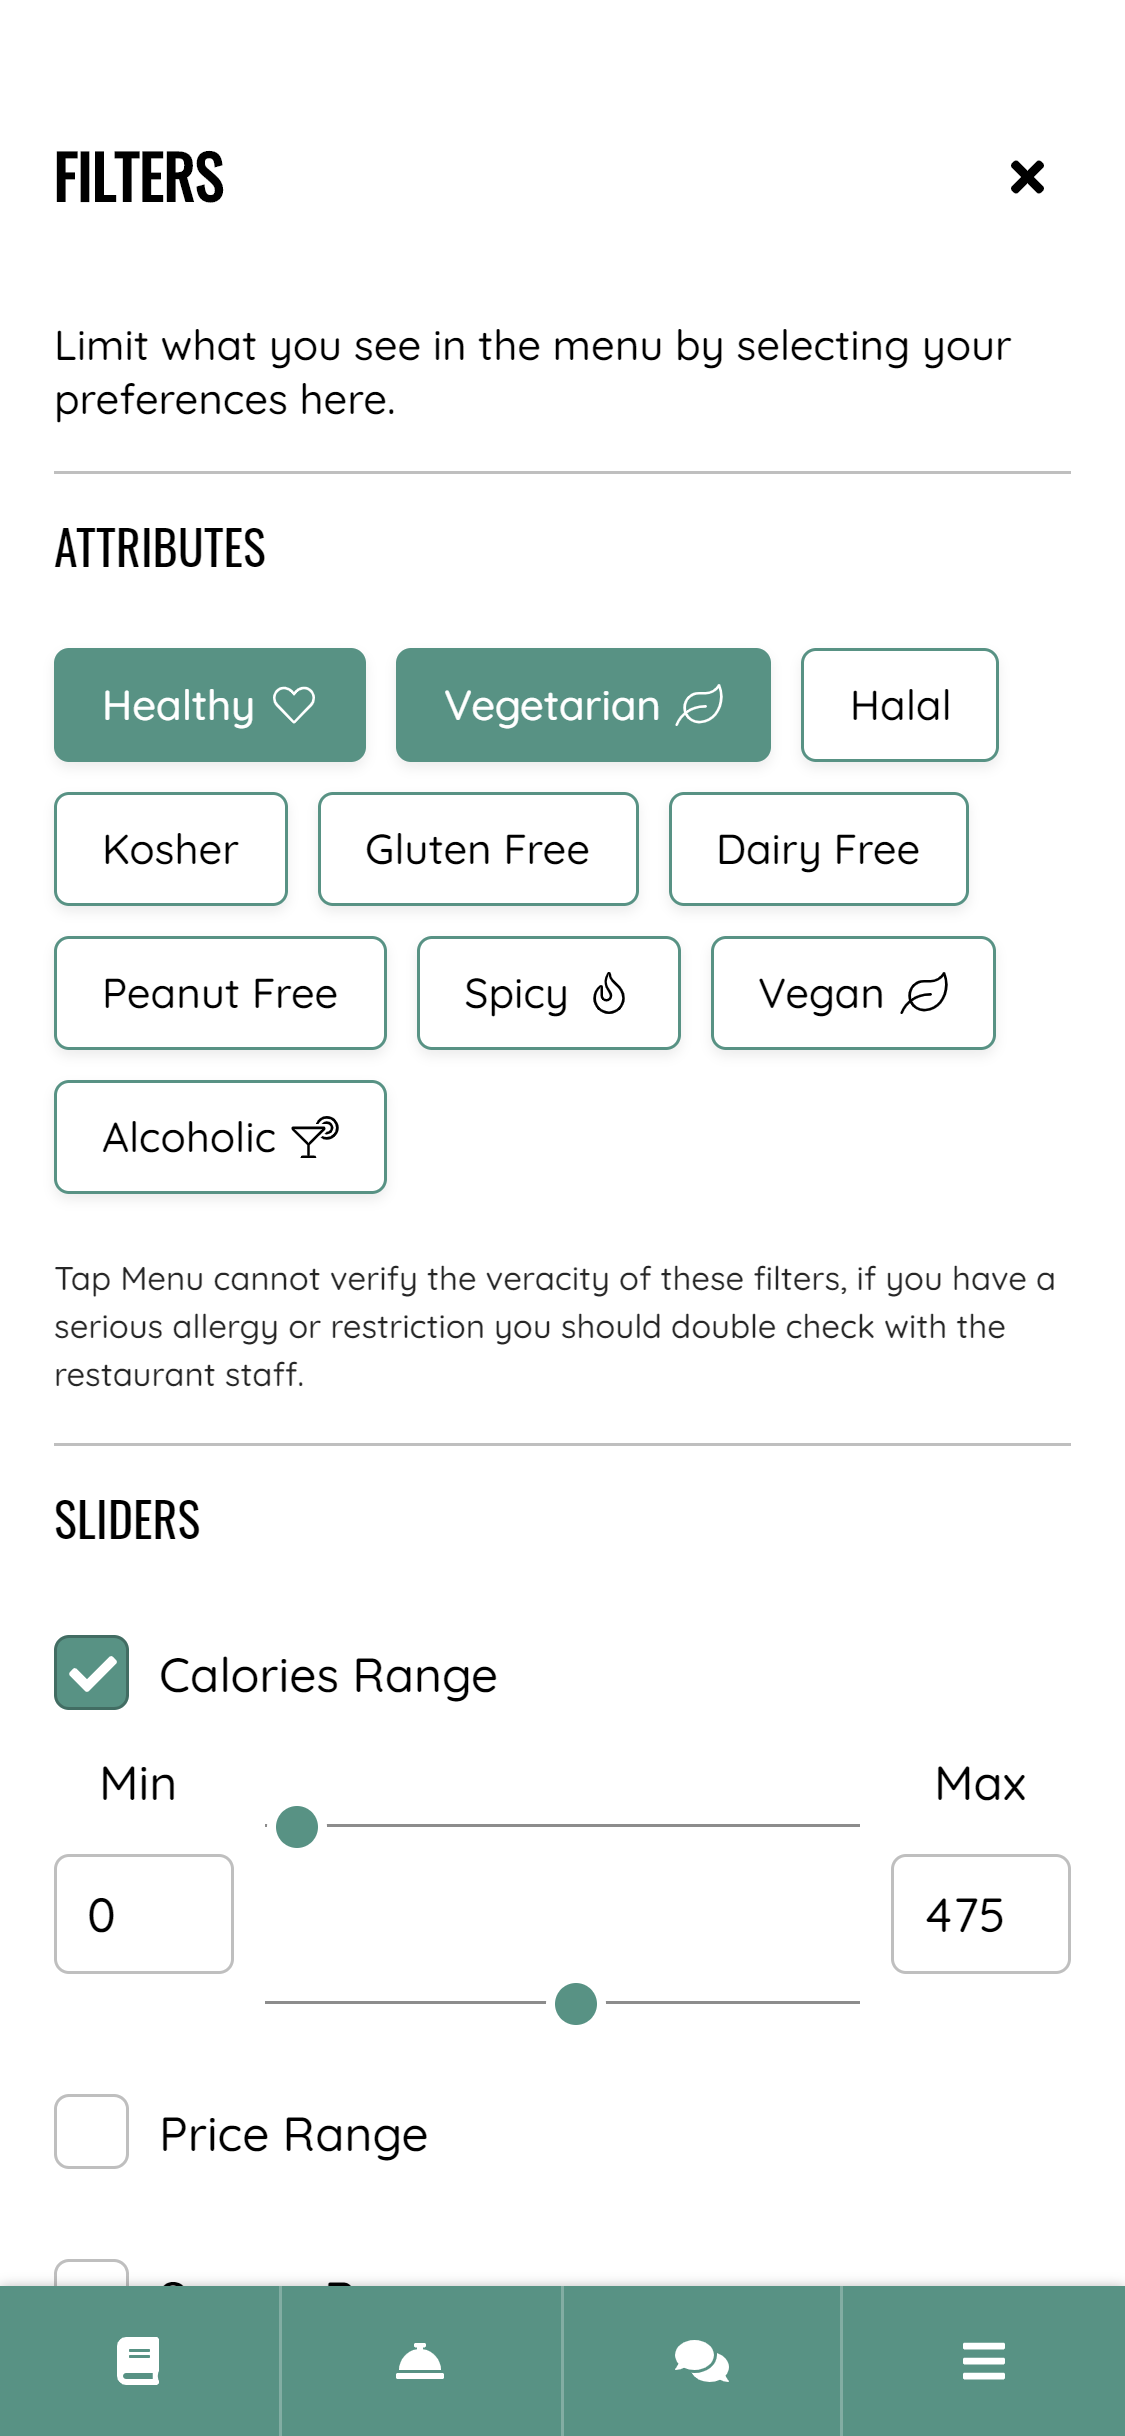 FILTERS
Limit what you see in the menu by selecting your
preferences here.
ATTRIBUTES
Healthy
Vegetarian
Halal
Kosher
Gluten Free
Dairy Free
Peanut Free
Spicy
Vegan
Alcoholic
Tap Menu cannot verify the veracity of these filters, if you have a
serious allergy or restriction you should double check with the
restaurant staff.
SLIDERS
Calories Range
Min
Max
0
475
Price Range